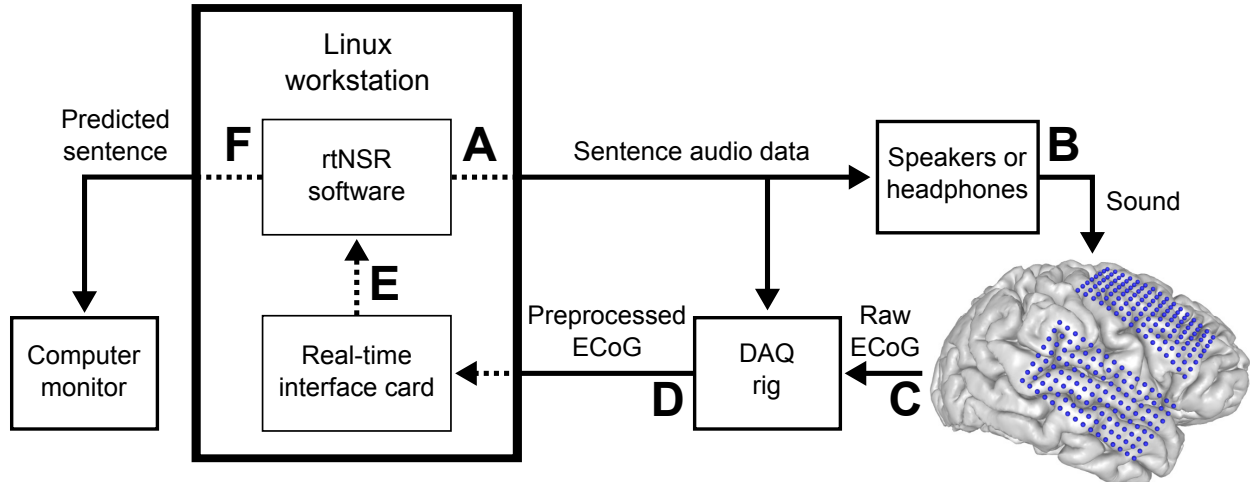 Linux
workstation
Predicted
sentence
F
rtNSR
software
A
Sentence audio data
Speakers or
headphones
B
Sound
E
Computer
monitor
Real-time
interface card
Preprocessed
ECoG
D
DAQ
rig
Raw
ECoG
C